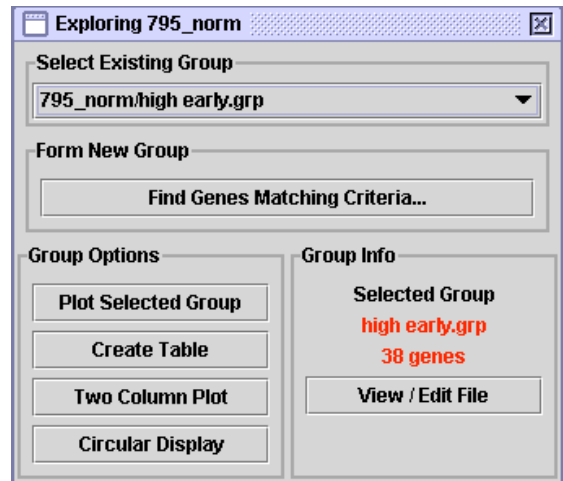 Exploring 795_norm
Select Existing Group
795_norm/high early.grp
Form New Group
Find Genes Matching Criteria...
Group Options
Plot Selected Group
Create Table
Two Column Plot
Circular Display
Group Info
Selected Group
high early.grp
38 genes
View / Edit File